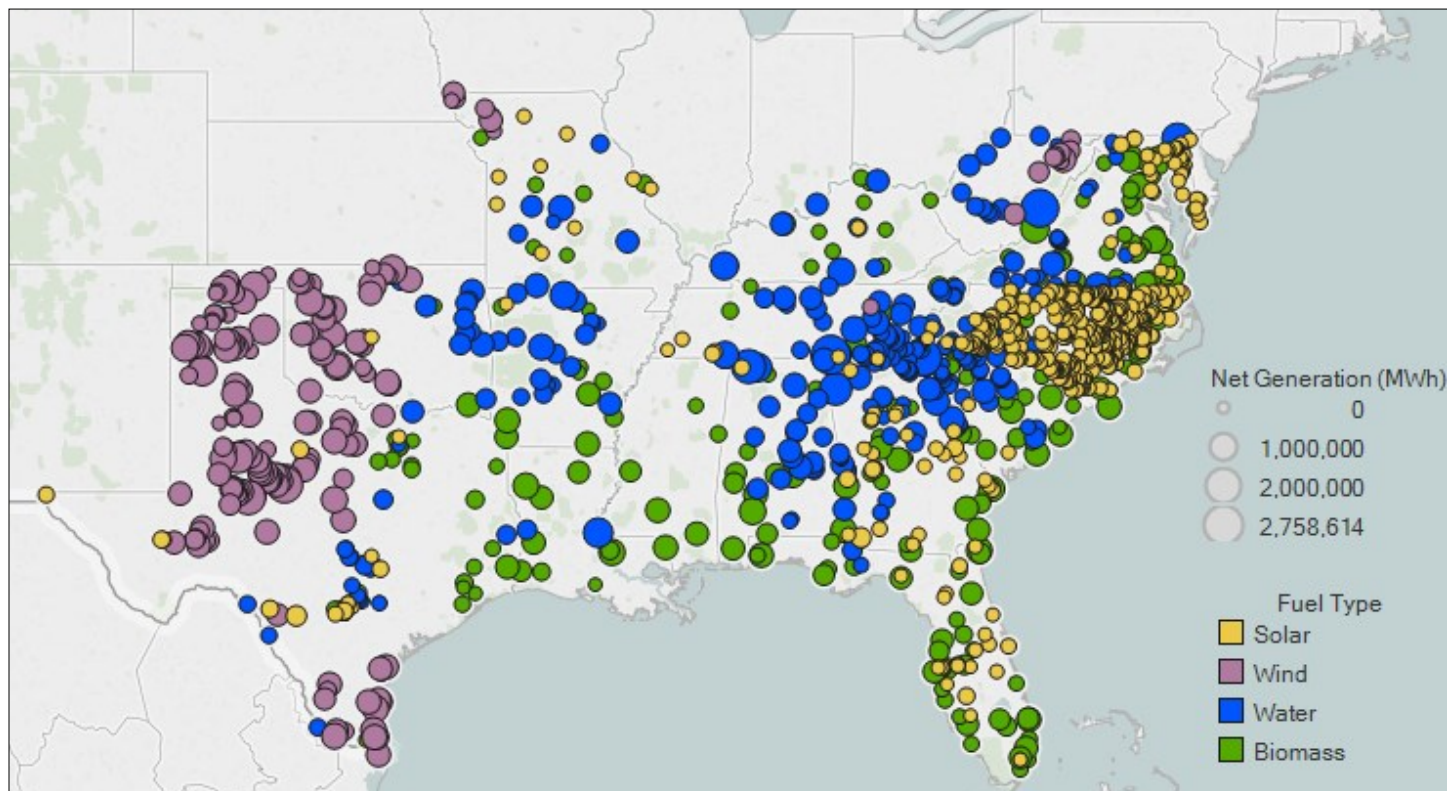 Net Generation (MWh)
0
1,000,000
2,000,000
2,758,614
Fuel Type
Solar
Wind
Water
Biomass